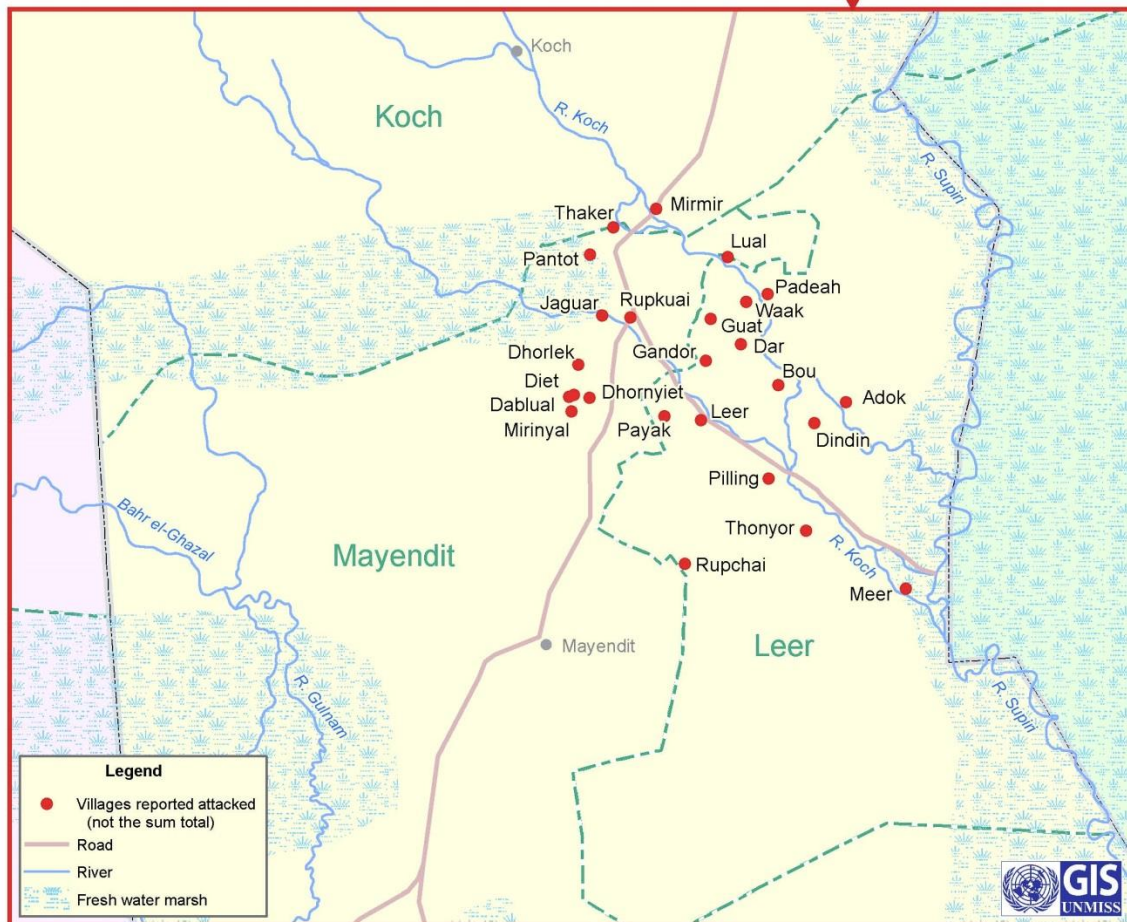 Koch
Koch
R. Koch
R. Supiri
Thaker
Mirmir
Pantot
Lual
Padeah
Jaguar
Rupkuai
Waak
Guat
Dhorlek
Gandor
Dar
Diet
Bou
Dablual
Dhornyiet
Adok
Mirinyal
Payak
Leer
Dindin
Pilling
Bahr el-Ghazal
Thonyor
Mayendit
R. Koch
Rupchai
Meer
Mayendit
Leer
R. Gulnam
R. Supiri
Legend
Villages reported attacked
(not the sum total)
Road
River
Fresh water marsh
GIS
UNMISS